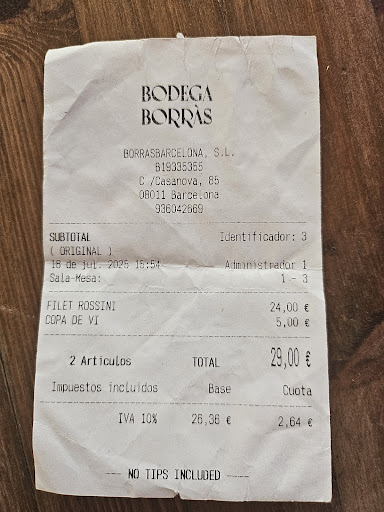 BODEGA
BORRÀS
BORRASBARCELONA, S.L.
619335355
C /Casanova, 85
08011 Barcelona
936042669
SUBTOTAL Identificador: 3
( ORIGINAL )
18 de jul. 2025 15:54 Administrador 1
Sala-Mesa: 1 - 3
FILET ROSSINI 24,00 €
COPA DE VI 5,00 €
2 Artículos TOTAL 29,00 €
Impuestos incluidos Base Cuota
IVA 10% 26,36 € 2,64 €
--- NO TIPS INCLUDED ---